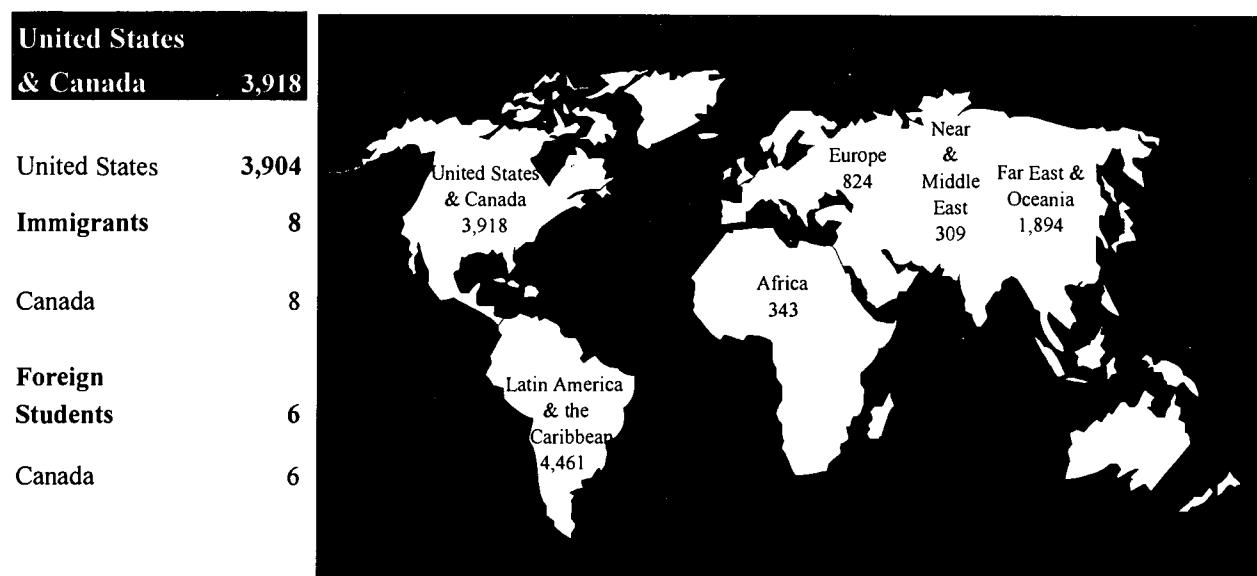 United States
& Canada 3,918
United States 3,904
Immigrants 8
Canada 8
Foreign
Students 6
Canada 6
United States
& Canada
3,918
Latin America
& the
Caribbean
4,461
Europe
824
Africa
343
Near
&
Middle
East
309
Far East &
Oceania
1,894